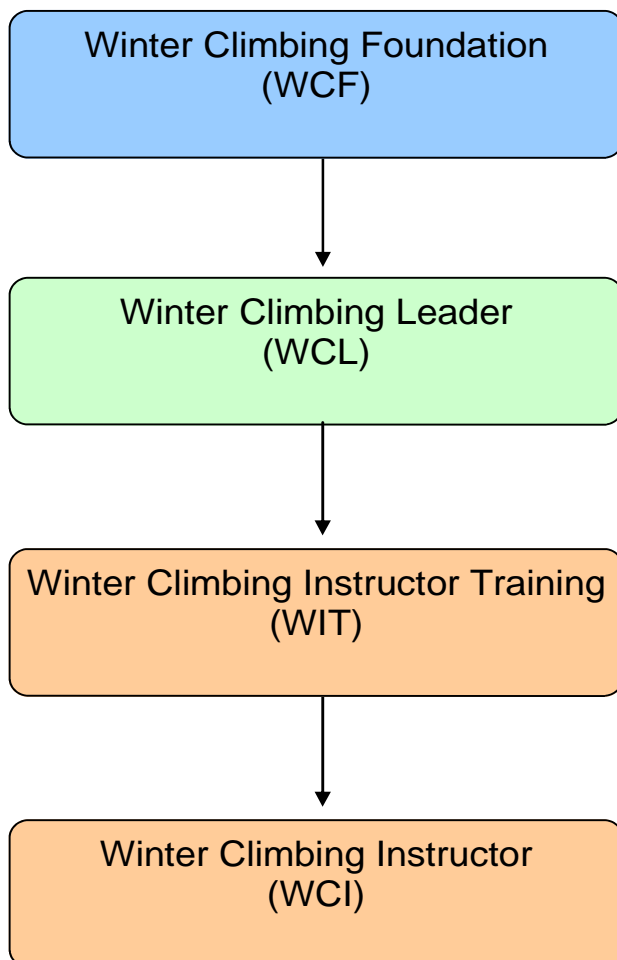 Winter Climbing Foundation
(WCF)
Winter Climbing Leader
(WCL)
Winter Climbing Instructor Training
(WIT)
Winter Climbing Instructor
(WCI)